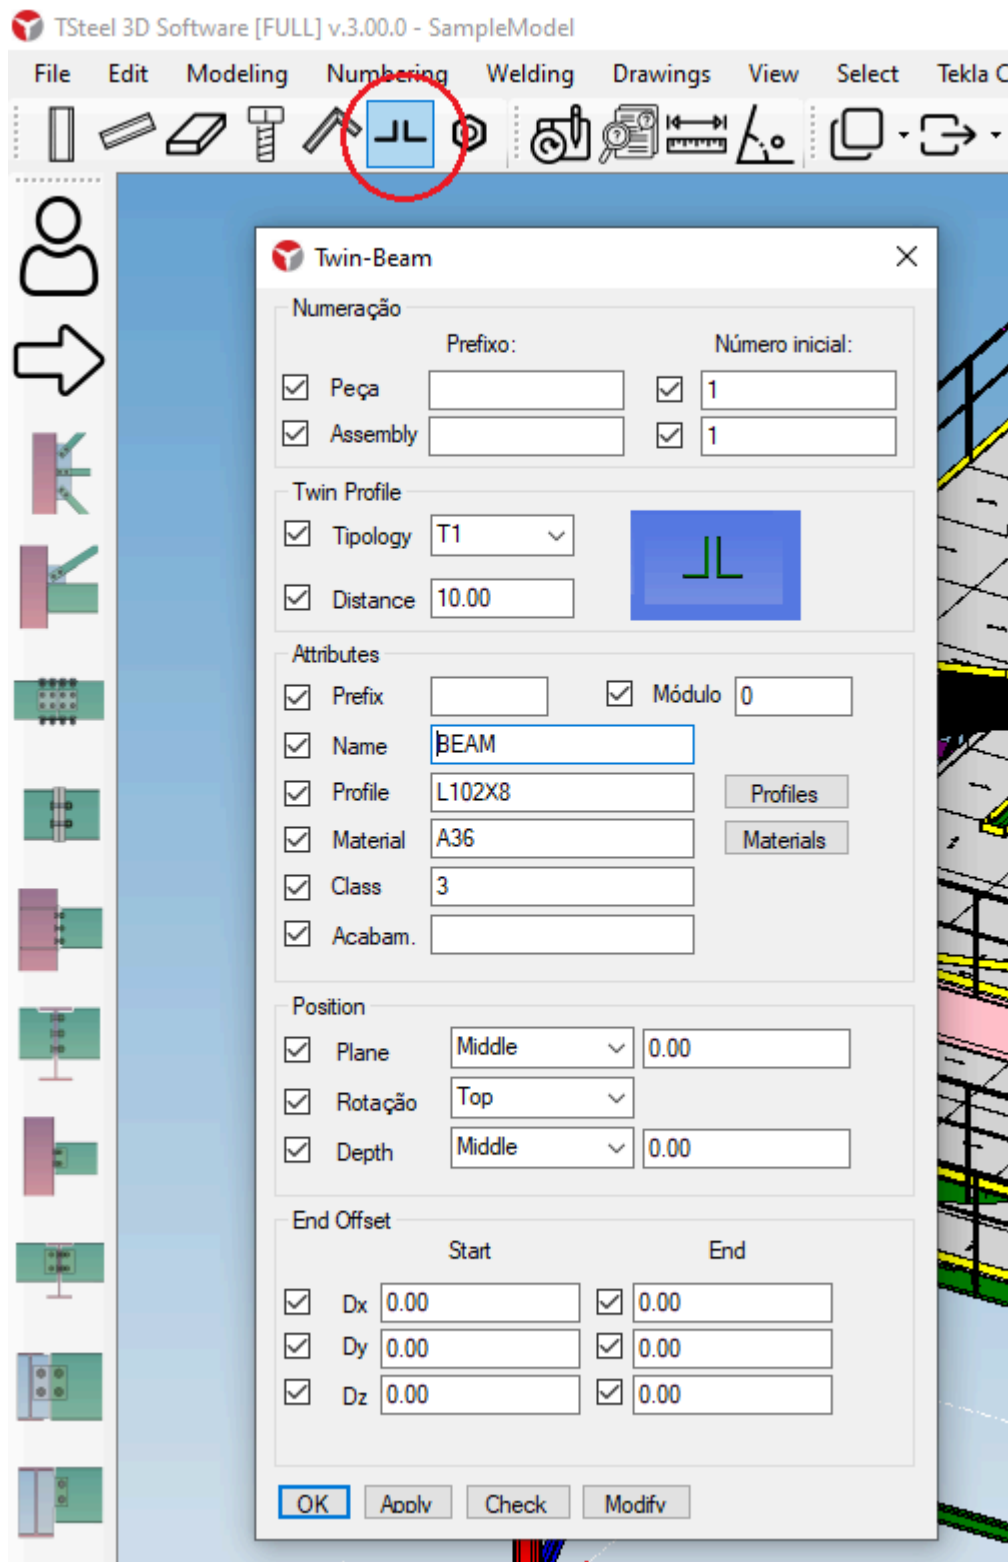 TSteel 3D Software [FULL] v.3.00.0 - SampleModel
File Edit Modeling Numbering Welding Drawings View Select Tekla
Twin-Beam
Numeração
Prefixo: Número inicial:
Peça 1
Assembly 1
Twin Profile
Tipology T1
Distance 10.00
Attributes
Prefix Módulo 0
Name BEAM
Profile L102X8 Profiles
Material A36 Materials
Class 3
Acabam.
Position
Plane Middle 0.00
Rotação Top
Depth Middle 0.00
End Offset
Start End
Dx 0.00 0.00
Dy 0.00 0.00
Dz 0.00 0.00
OK Apply Check Modify